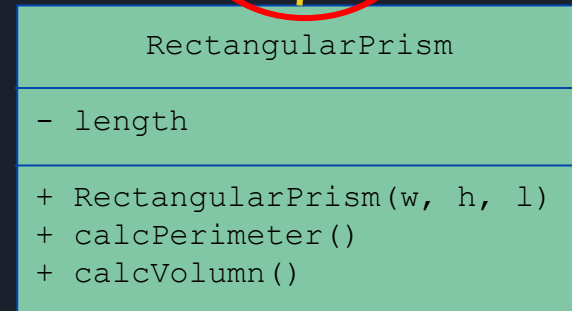 RectangularPrism
- length
+ RectangularPrism(w, h, l)
+ calcPerimeter()
+ calcVolumn()